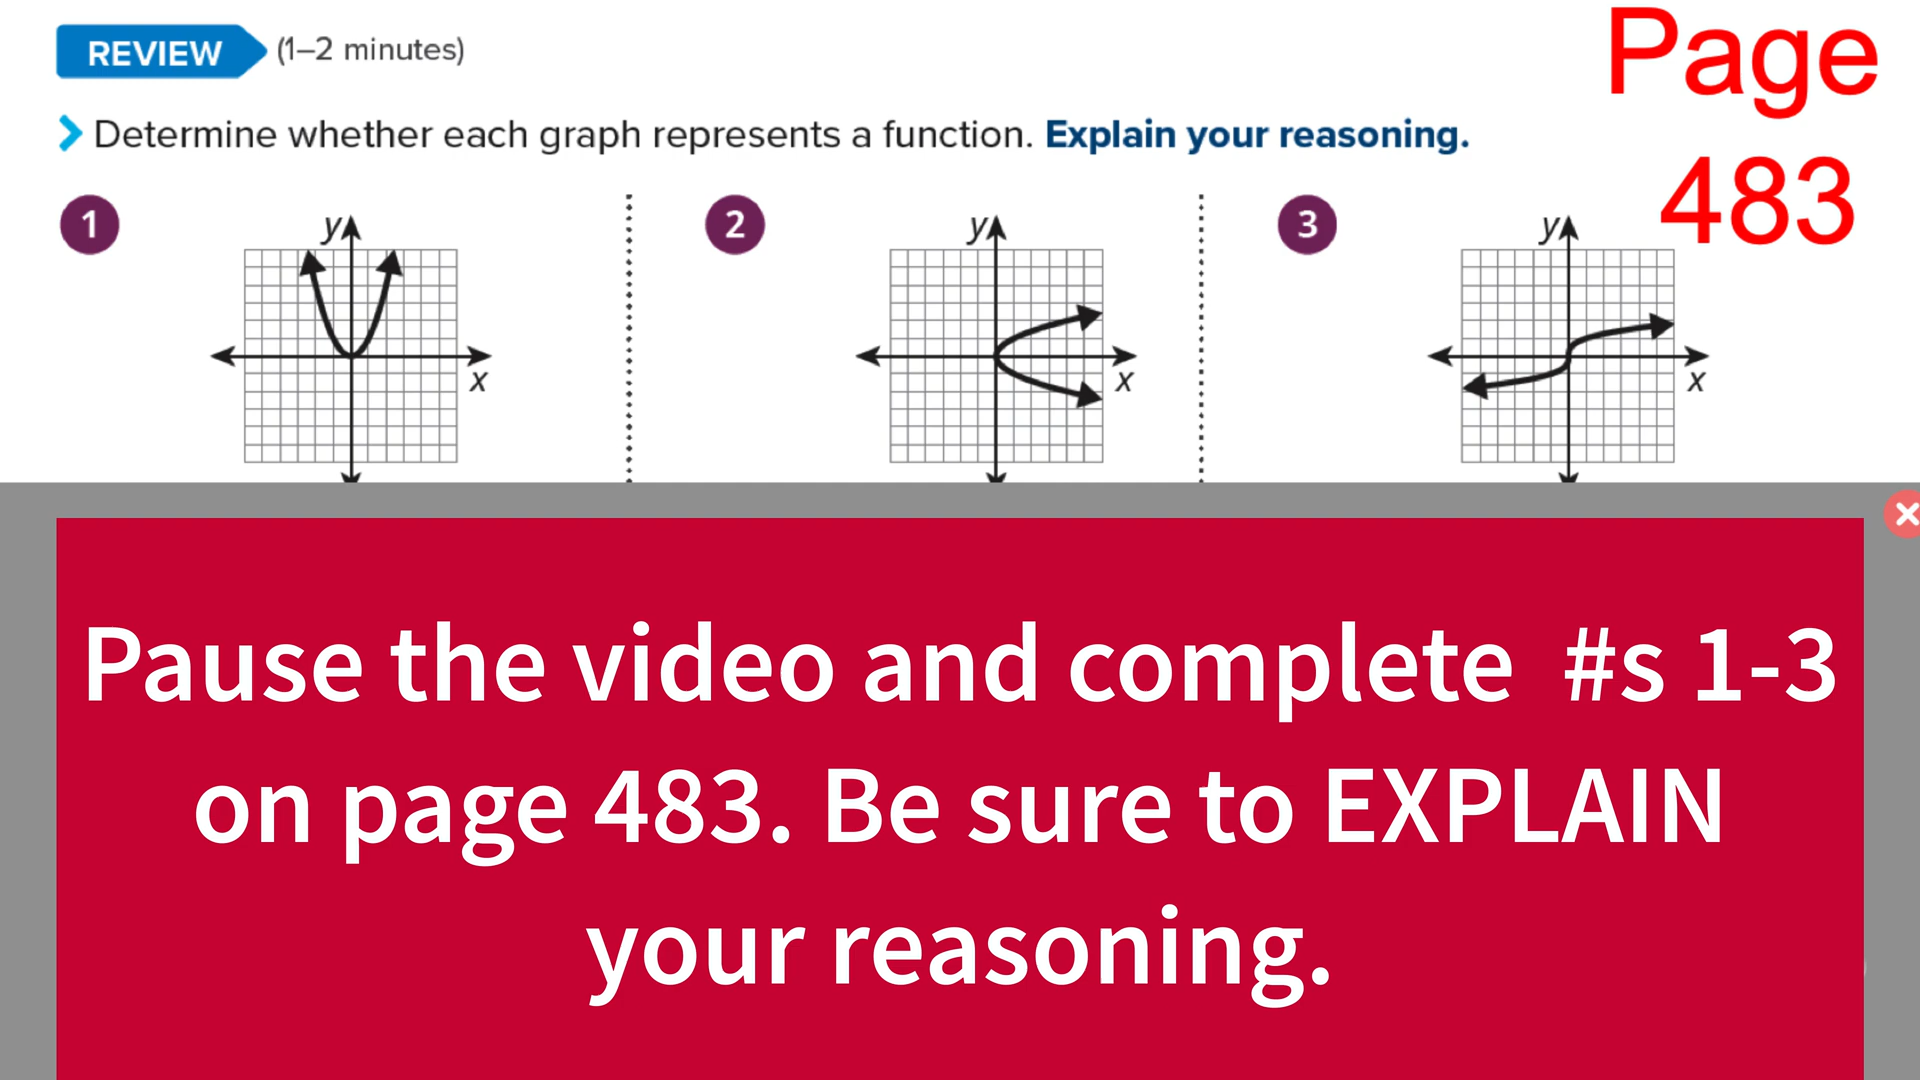 REVIEW (1–2 minutes)
Page
483
Determine whether each graph represents a function. Explain your reasoning.
1
y
x
2
y
x
3
y
x
Pause the video and complete #s 1-3
on page 483. Be sure to EXPLAIN
your reasoning.